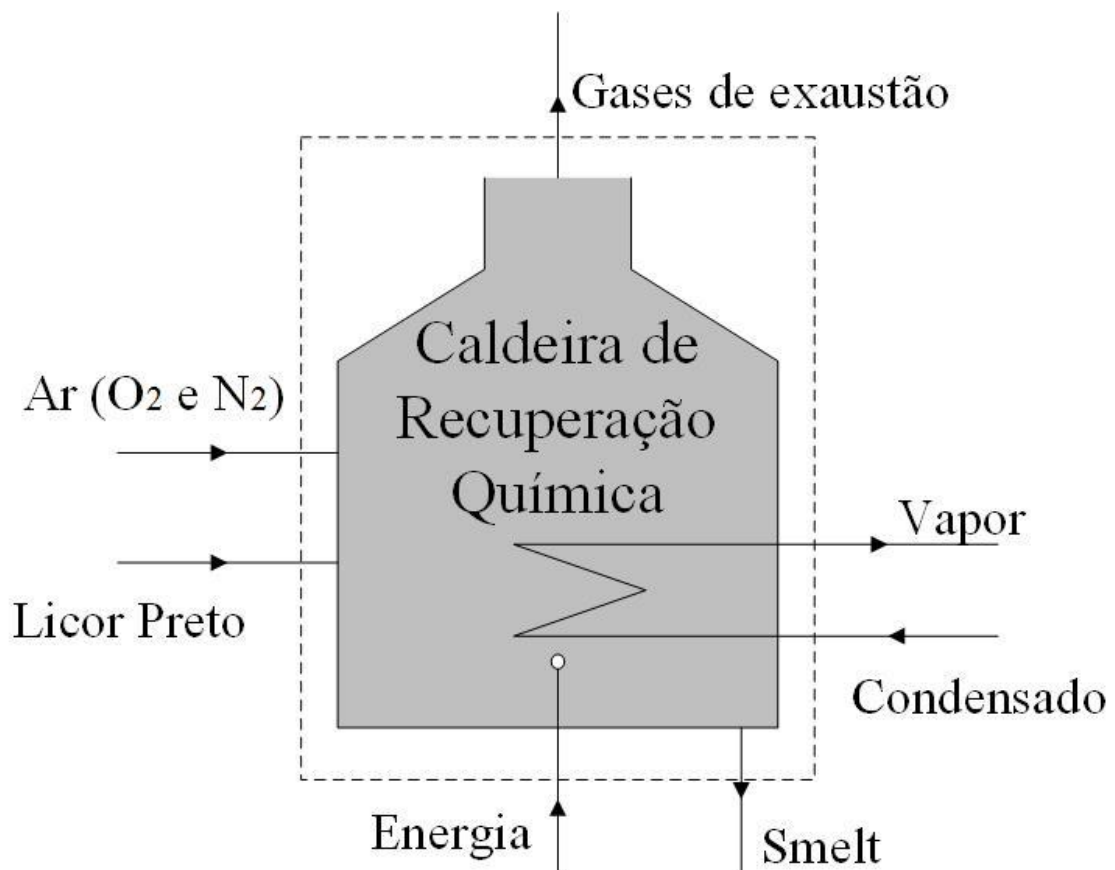 Gases de exaustão
Caldeira de
Recuperação
Química
Ar (O2 e N2)
Licor Preto
Vapor
Condensado
Energia
Smelt